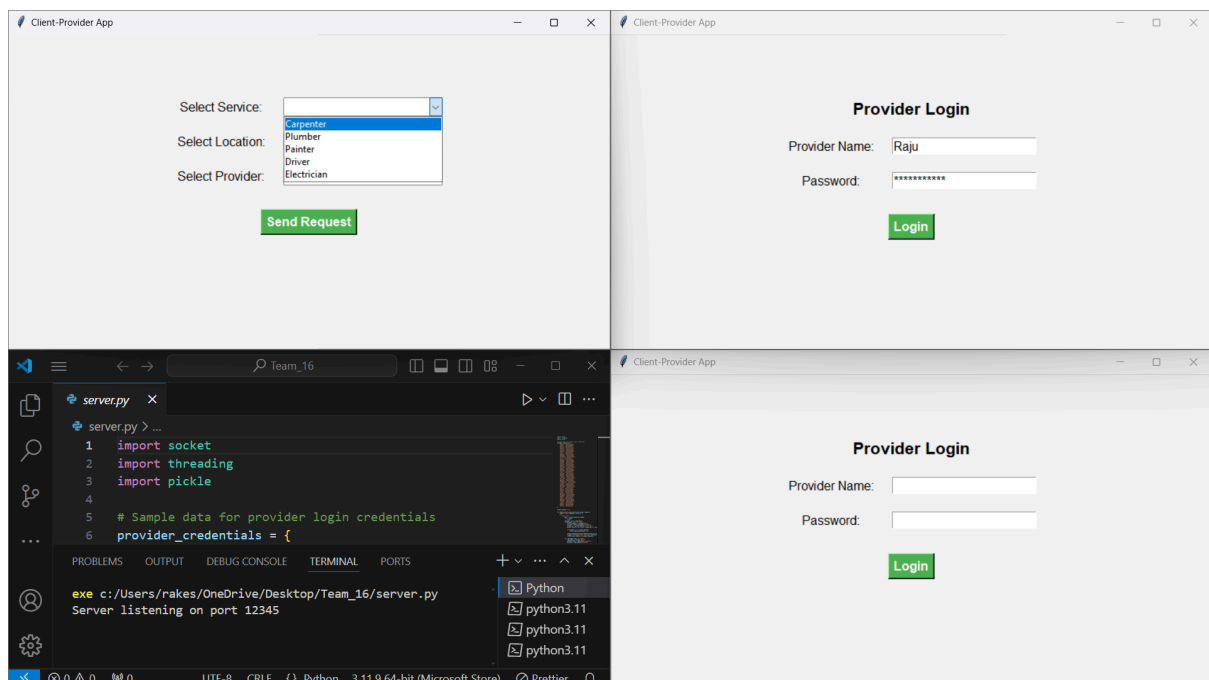 Client-Provider App
Select Service:
Carpenter
Plumber
Painter
Driver
Electrician
Select Location:
Select Provider:
Send Request
Client-Provider App
Provider Login
Provider Name: Raju
Password: ***********
Login
Team_16
server.py
server.py > ...
1 import socket
2 import threading
3 import pickle
4
5 # Sample data for provider login credentials
6 provider_credentials = {
PROBLEMS OUTPUT DEBUG CONSOLE TERMINAL PORTS
exe c:/Users/rakes/OneDrive/Desktop/Team_16/server.py
Server listening on port 12345
Python
python3.11
python3.11
python3.11
0 0 0 UTF-8 CRLF {} Python 3.11.9 64-bit (Microsoft Store) Prettier
Client-Provider App
Provider Login
Provider Name:
Password:
Login